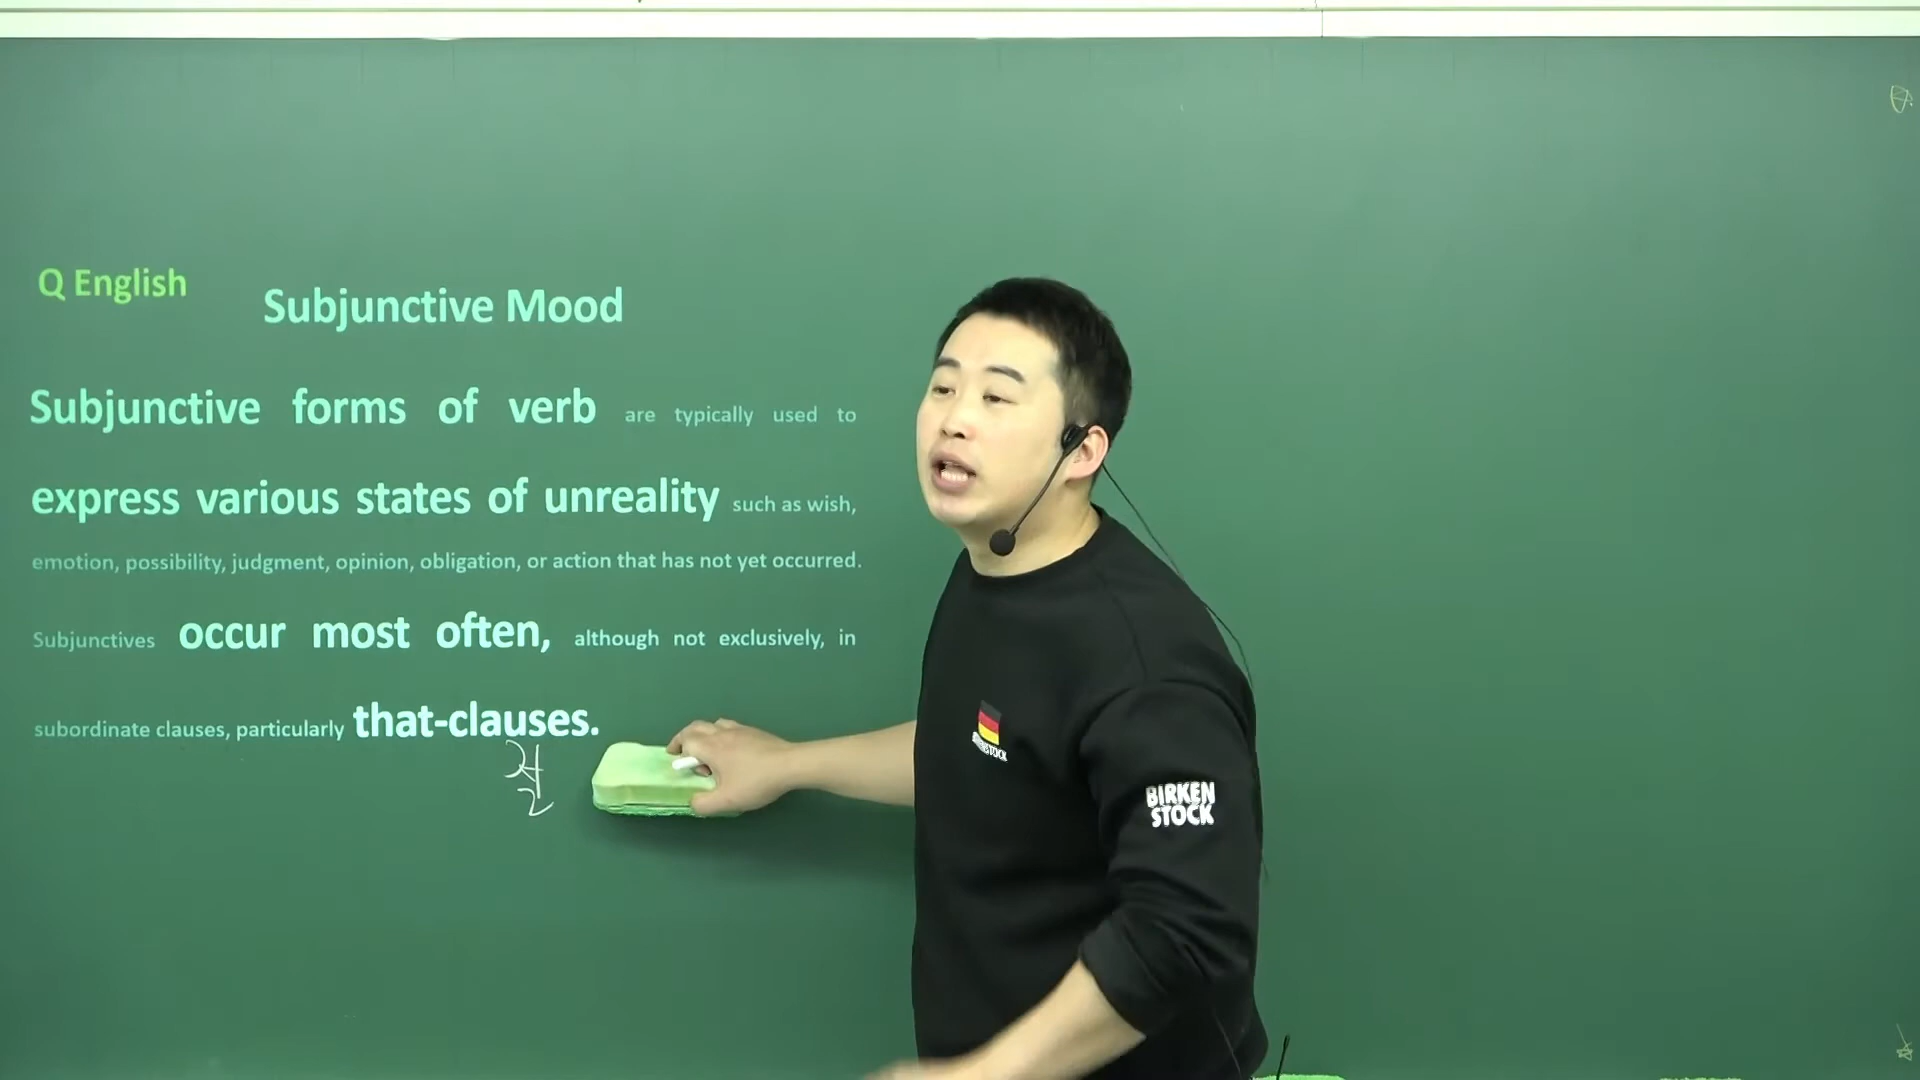 Q English
Subjunctive Mood
Subjunctive forms of verb are typically used to
express various states of unreality such as wish,
emotion, possibility, judgment, opinion, obligation, or action that has not yet occurred.
Subjunctives occur most often, although not exclusively, in
subordinate clauses, particularly that-clauses.
BIRKEN
STOCK